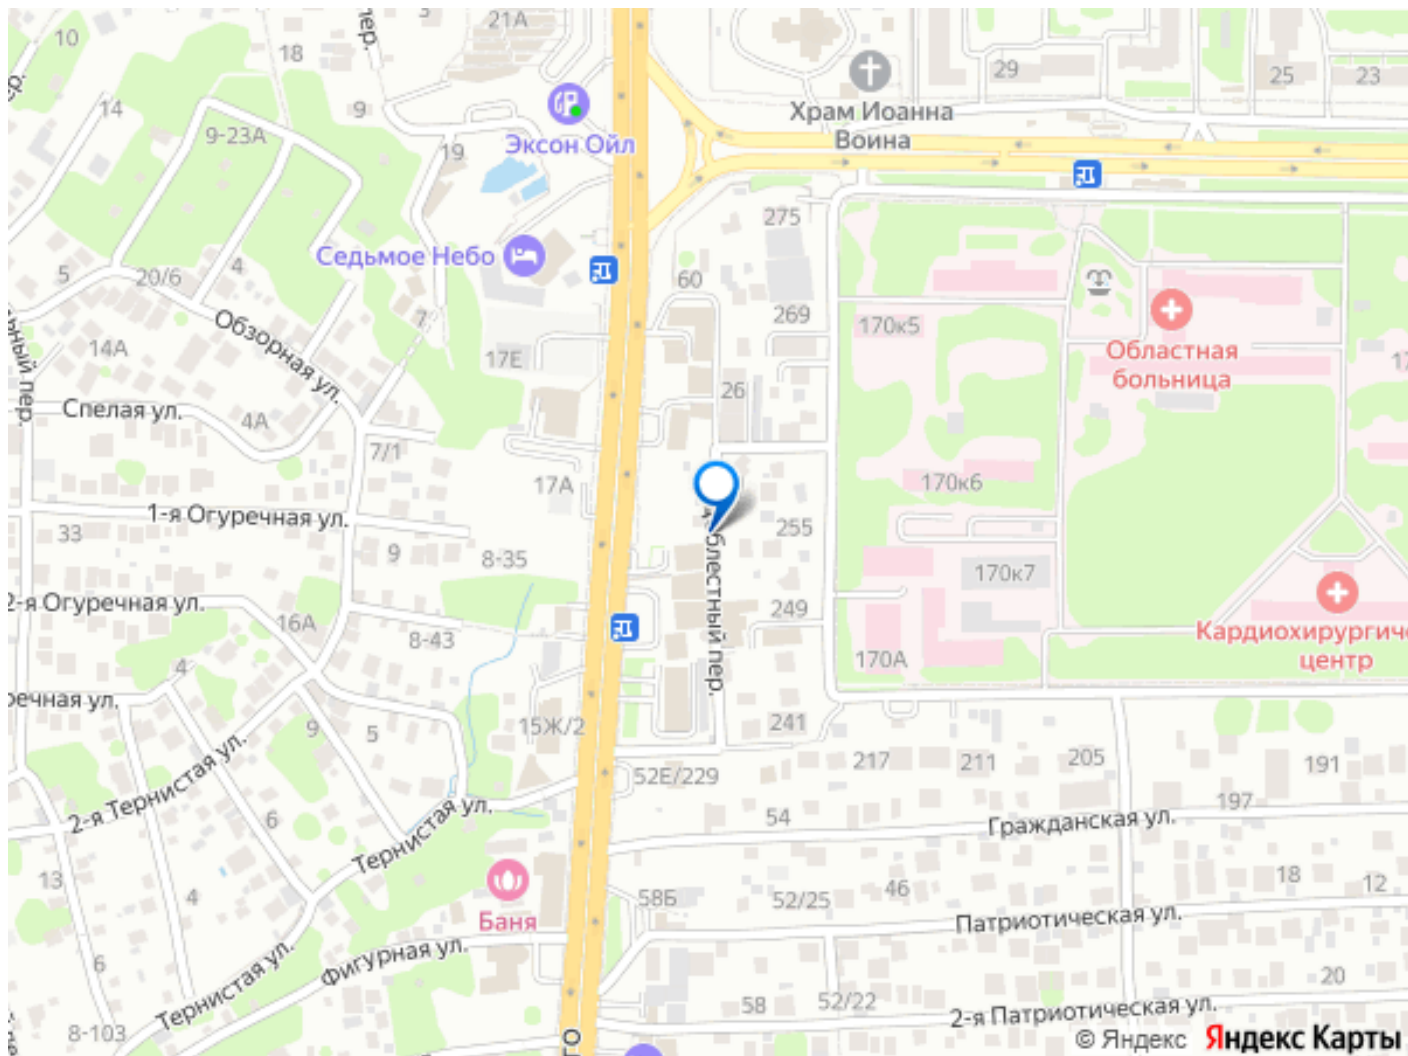 10
18
3
21А
пер.
14
9
9-23А
19
Эксон Ойл
29
25
23
Храм Иоанна
Воина
275
Седьмое Небо
5
20/6
4
7
60
269
170к5
Областная
больница
14А
Обзорная ул.
17Е
Спелая ул.
4А
26
7/1
17А
170к6
1-я Огуречная ул.
33
9
8-35
255
170к7
2-я Огуречная ул.
16А
8-43
249
Кардиохирургиче
центр
170А
4
блестный пер.
речная ул.
9
5
15Ж/2
241
217
211
205
191
52Е/229
2-я Тернистая ул.
6
Тернистая ул.
54
197
Гражданская ул.
13
4
Баня
58Б
52/25
46
18
12
Патриотическая ул.
6
Тернистая ул.
Фигурная ул.
8-103
58
52/22
20
2-я Патриотическая ул.
го
© Яндекс Яндекс Карты